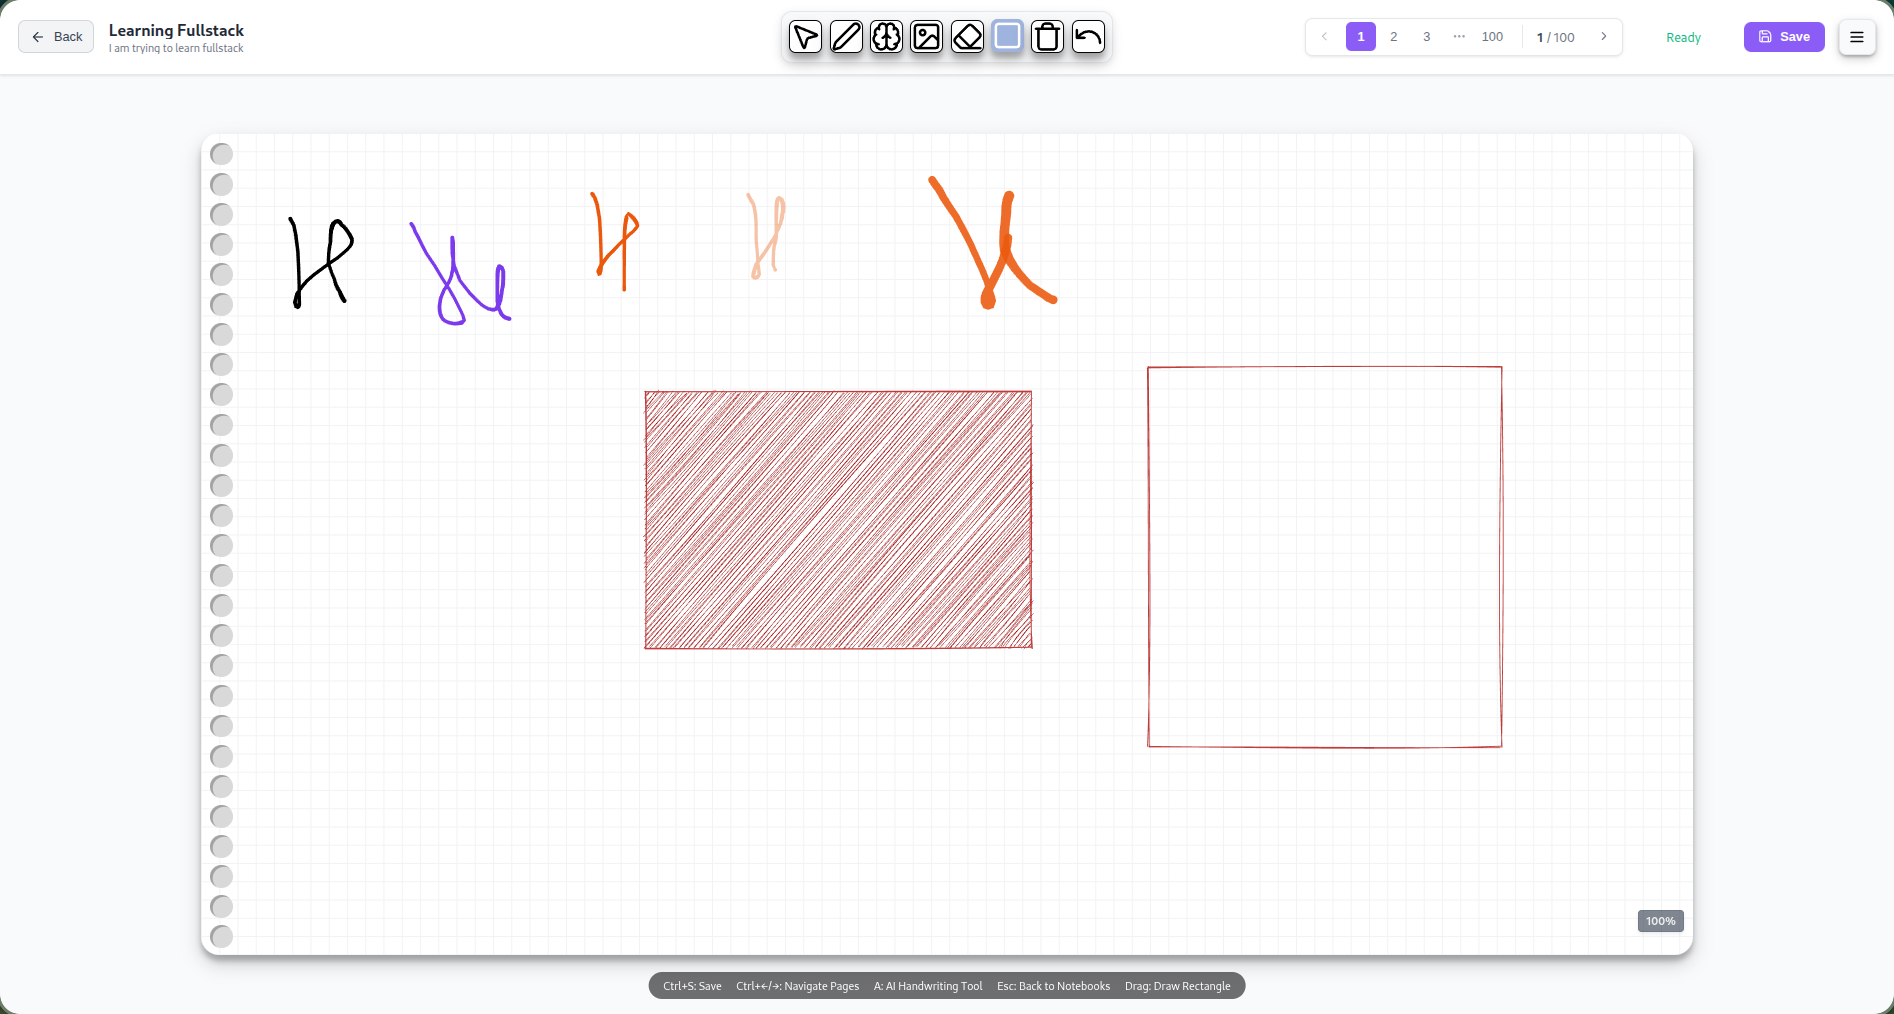 Back
Learning Fullstack
I am trying to learn fullstack
1 2 3 ··· 100
1 / 100
Ready
Save
100%
Ctrl+S: Save Ctrl+←/→: Navigate Pages A: AI Handwriting Tool Esc: Back to Notebooks Drag: Draw Rectangle